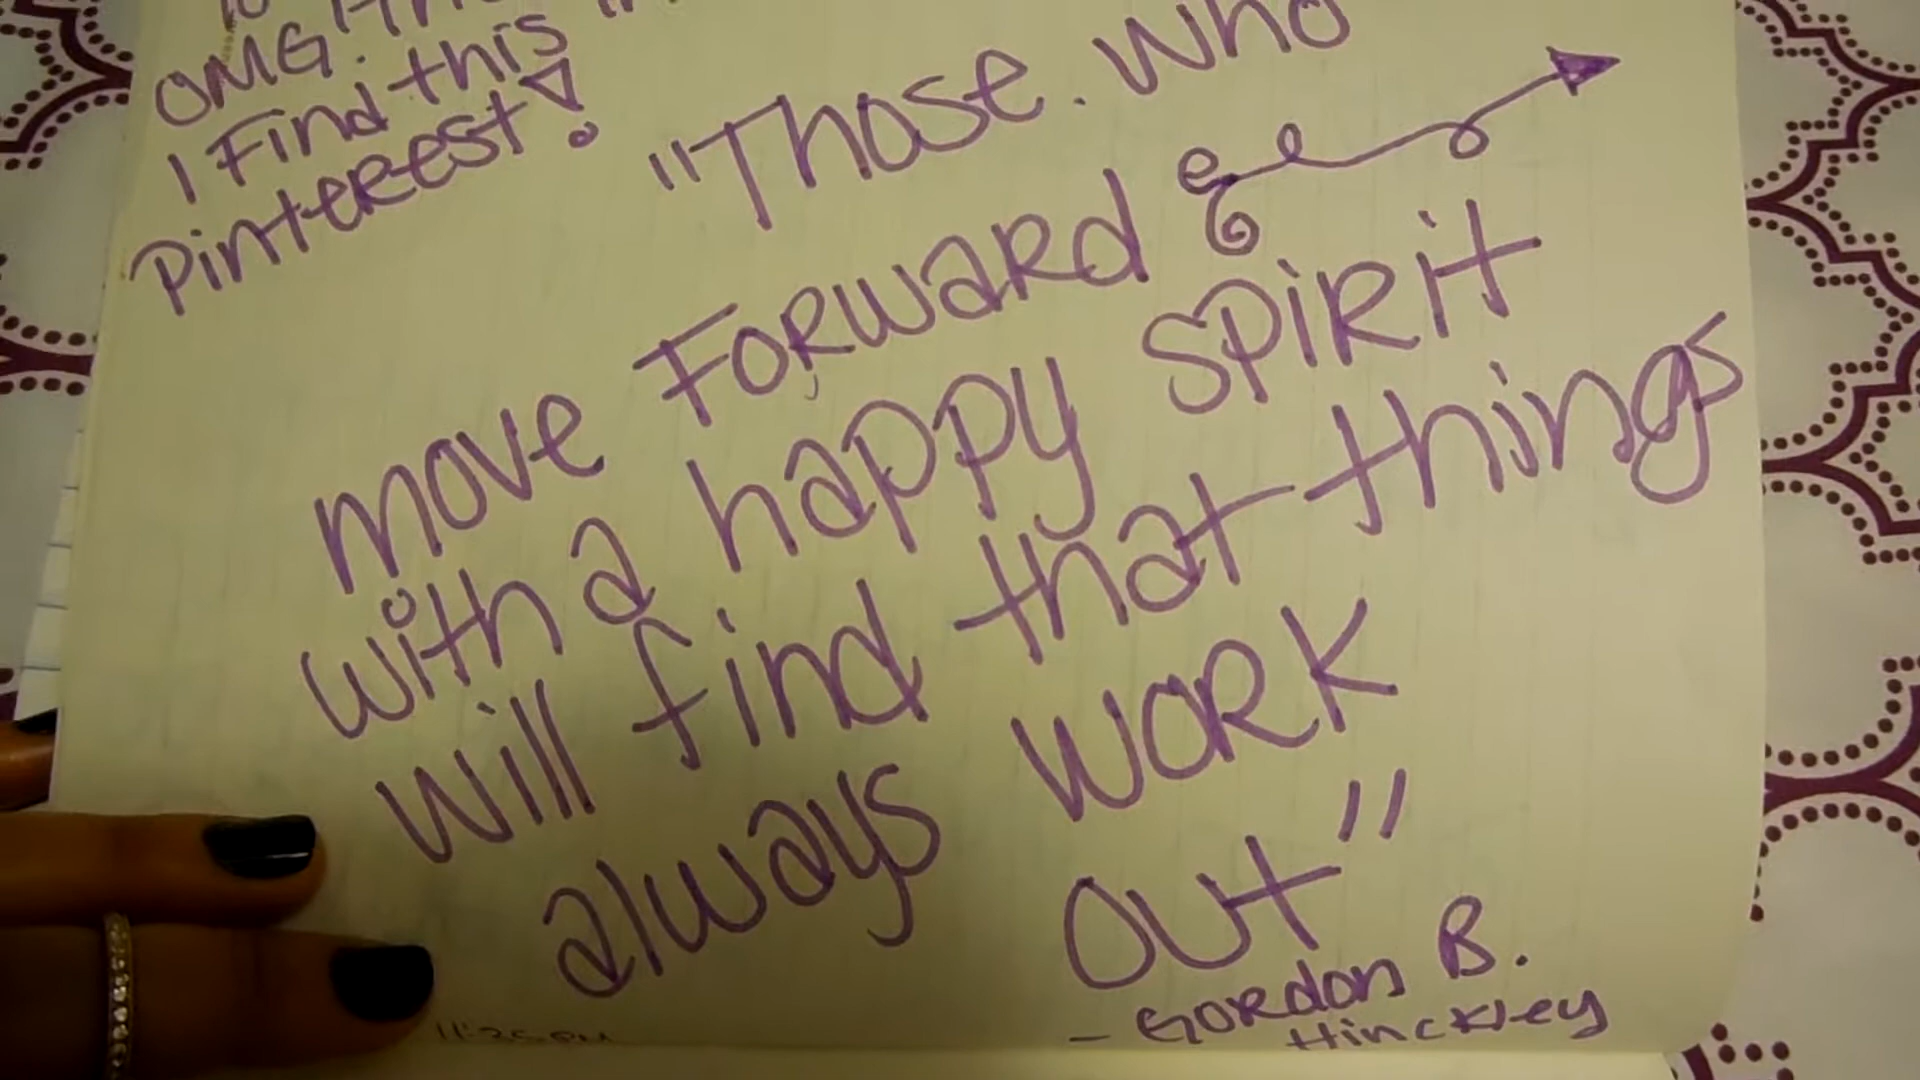 OMG!
I Find this
Pinterest!
"Those. Who
move Forward
with a happy spirit
will find that things
always work
out"
- Gordon B.
Hinckley